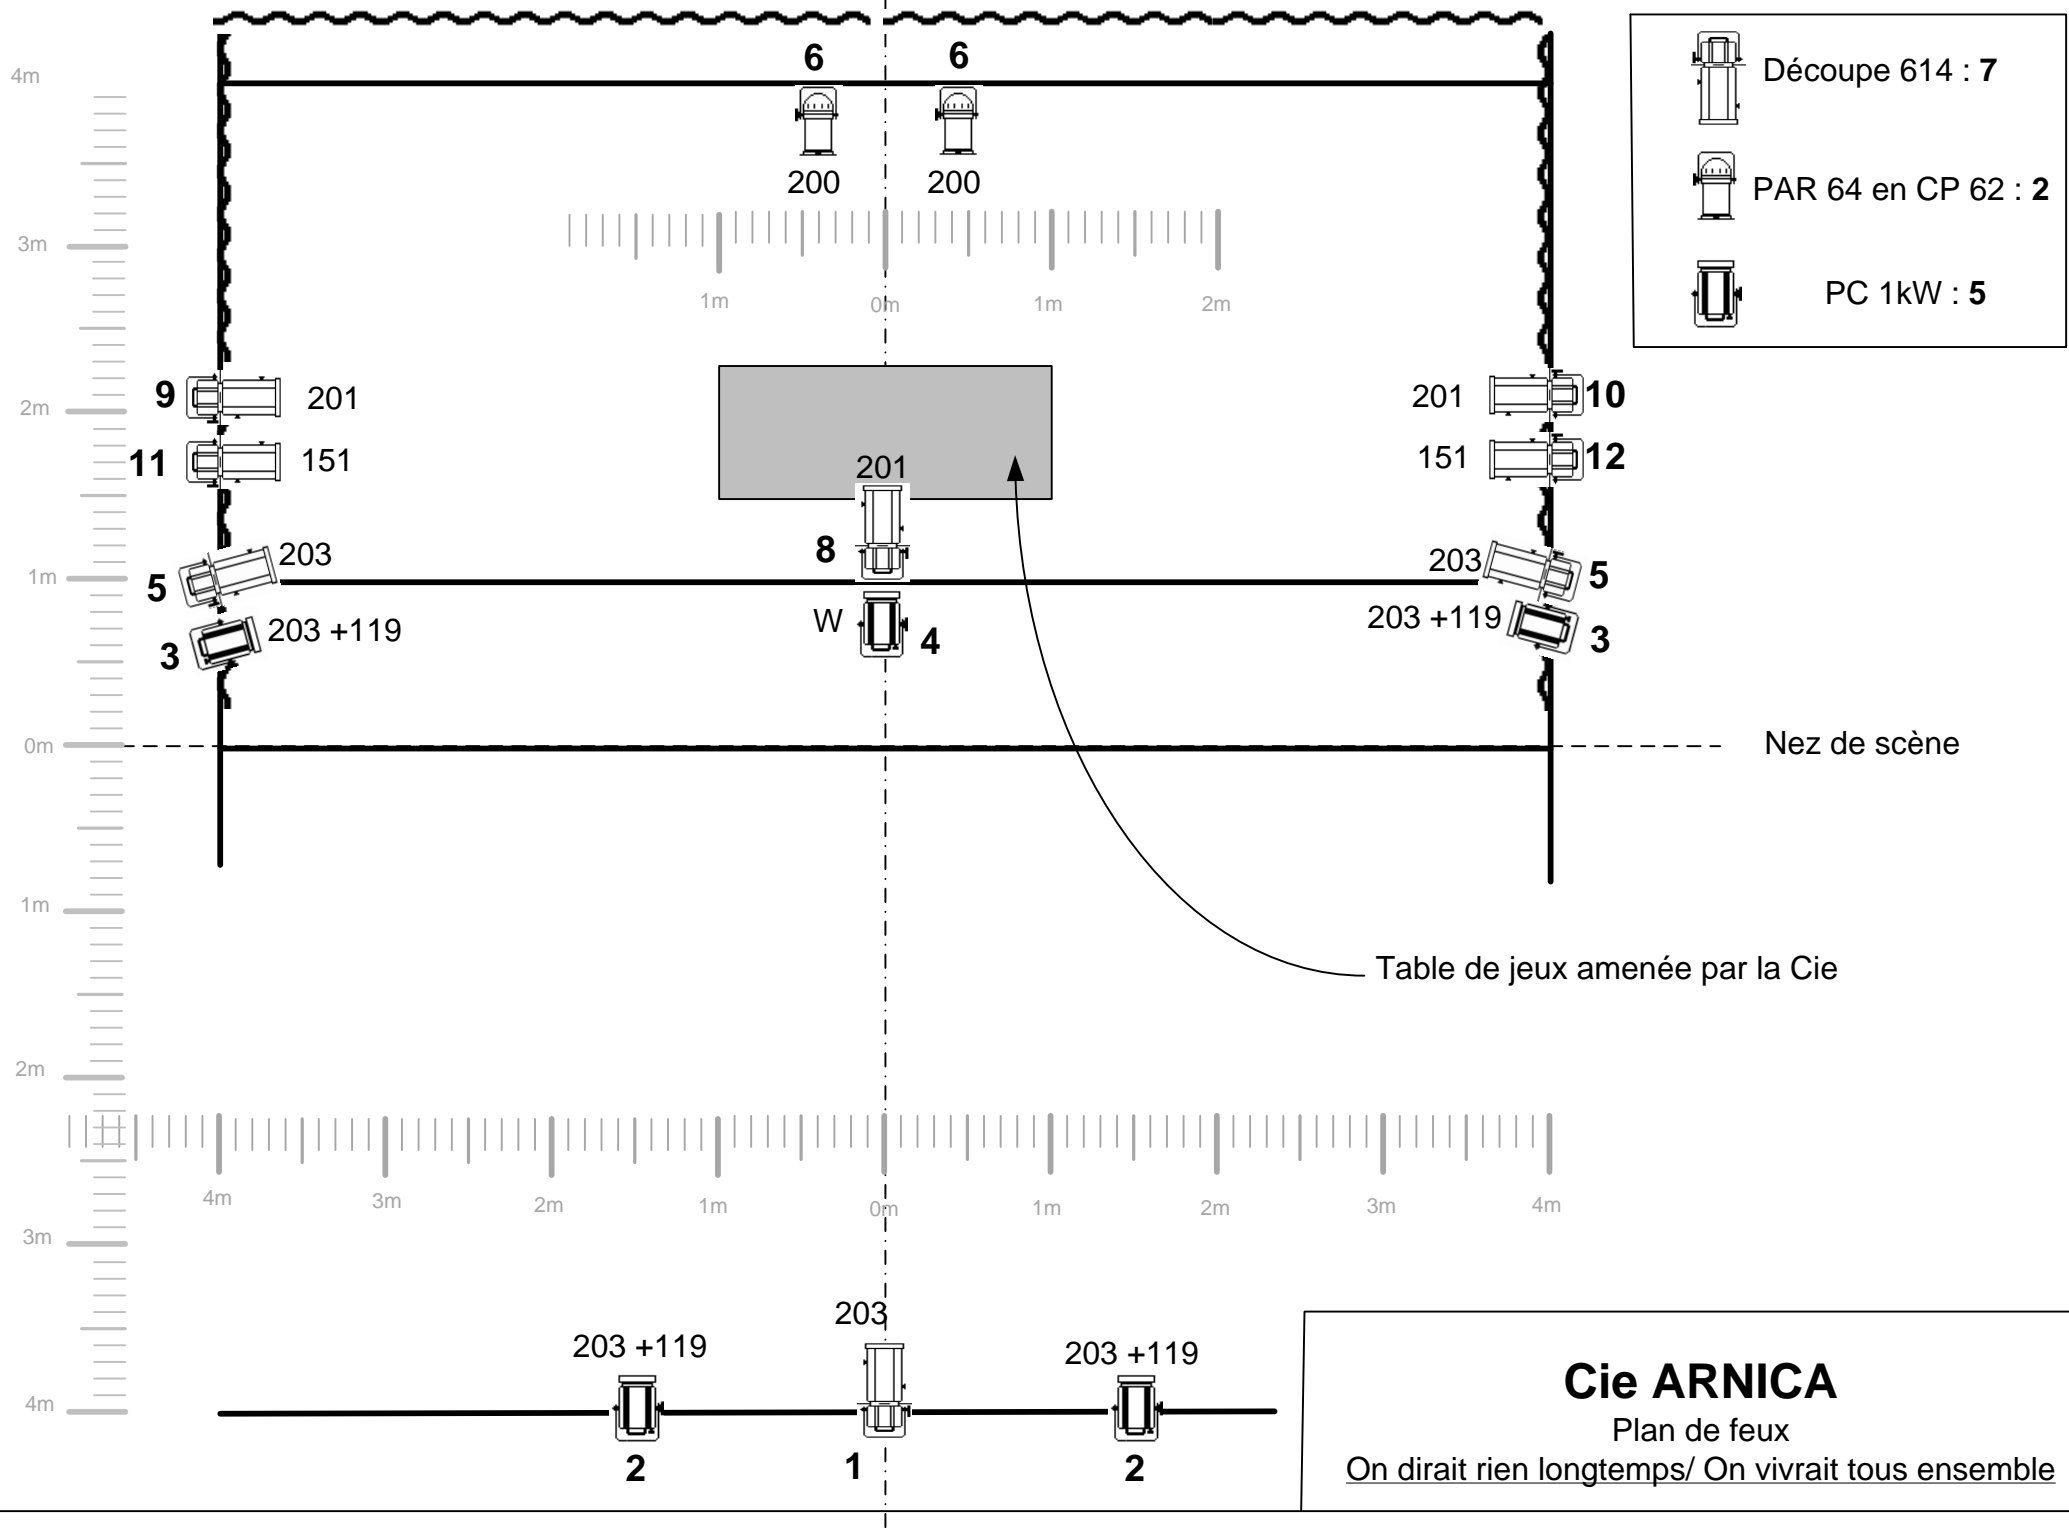 6 6
Découpe 614 : 7
4m
200 200
PAR 64 en CP 62 : 2
3m
1m 0m 1m 2m
PC 1kW : 5
9 201 201 10
2m
11 151 151 12
201
8
5 203 203 5
1m
3 203 +119 W 4 203 +119 3
0m
Nez de scène
1m
Table de jeux amenée par la Cie
2m
4m 3m 2m 1m 0m 1m 2m 3m 4m
3m
203
203 +119 203 +119
4m
2 1 2
Cie ARNICA
Plan de feux
On dirait rien longtemps/ On vivrait tous ensemble